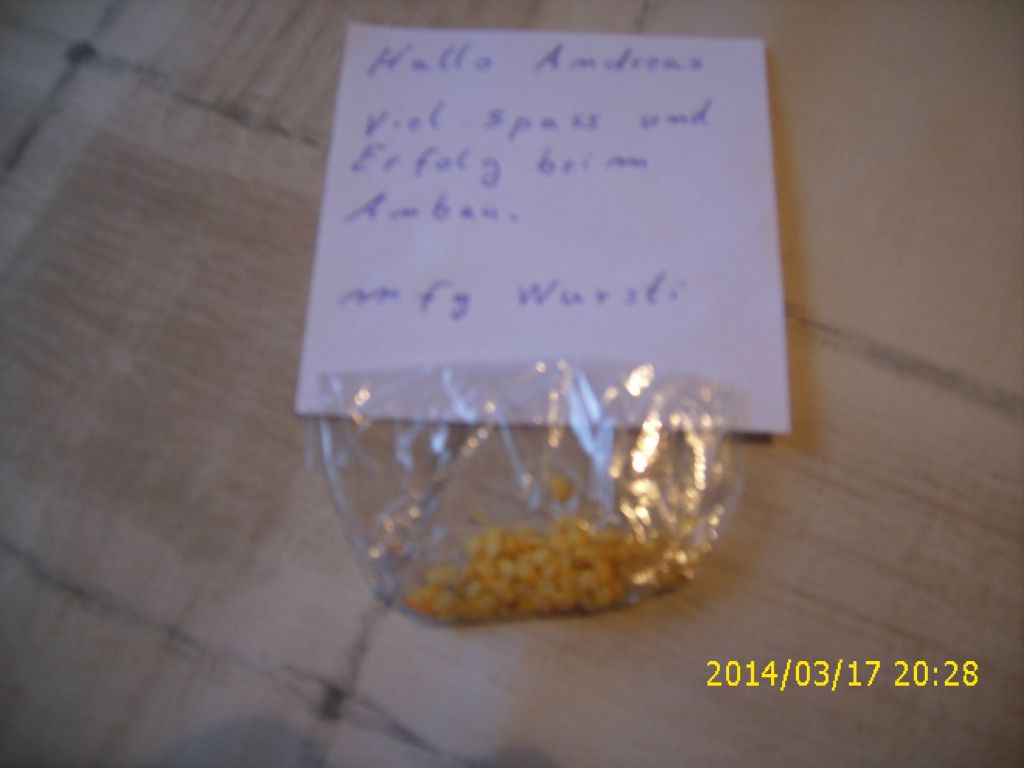 Hallo Andreas
Viel spass und
Erfolg beim
Anbau.
mfg Wursti
2014/03/17 20:28